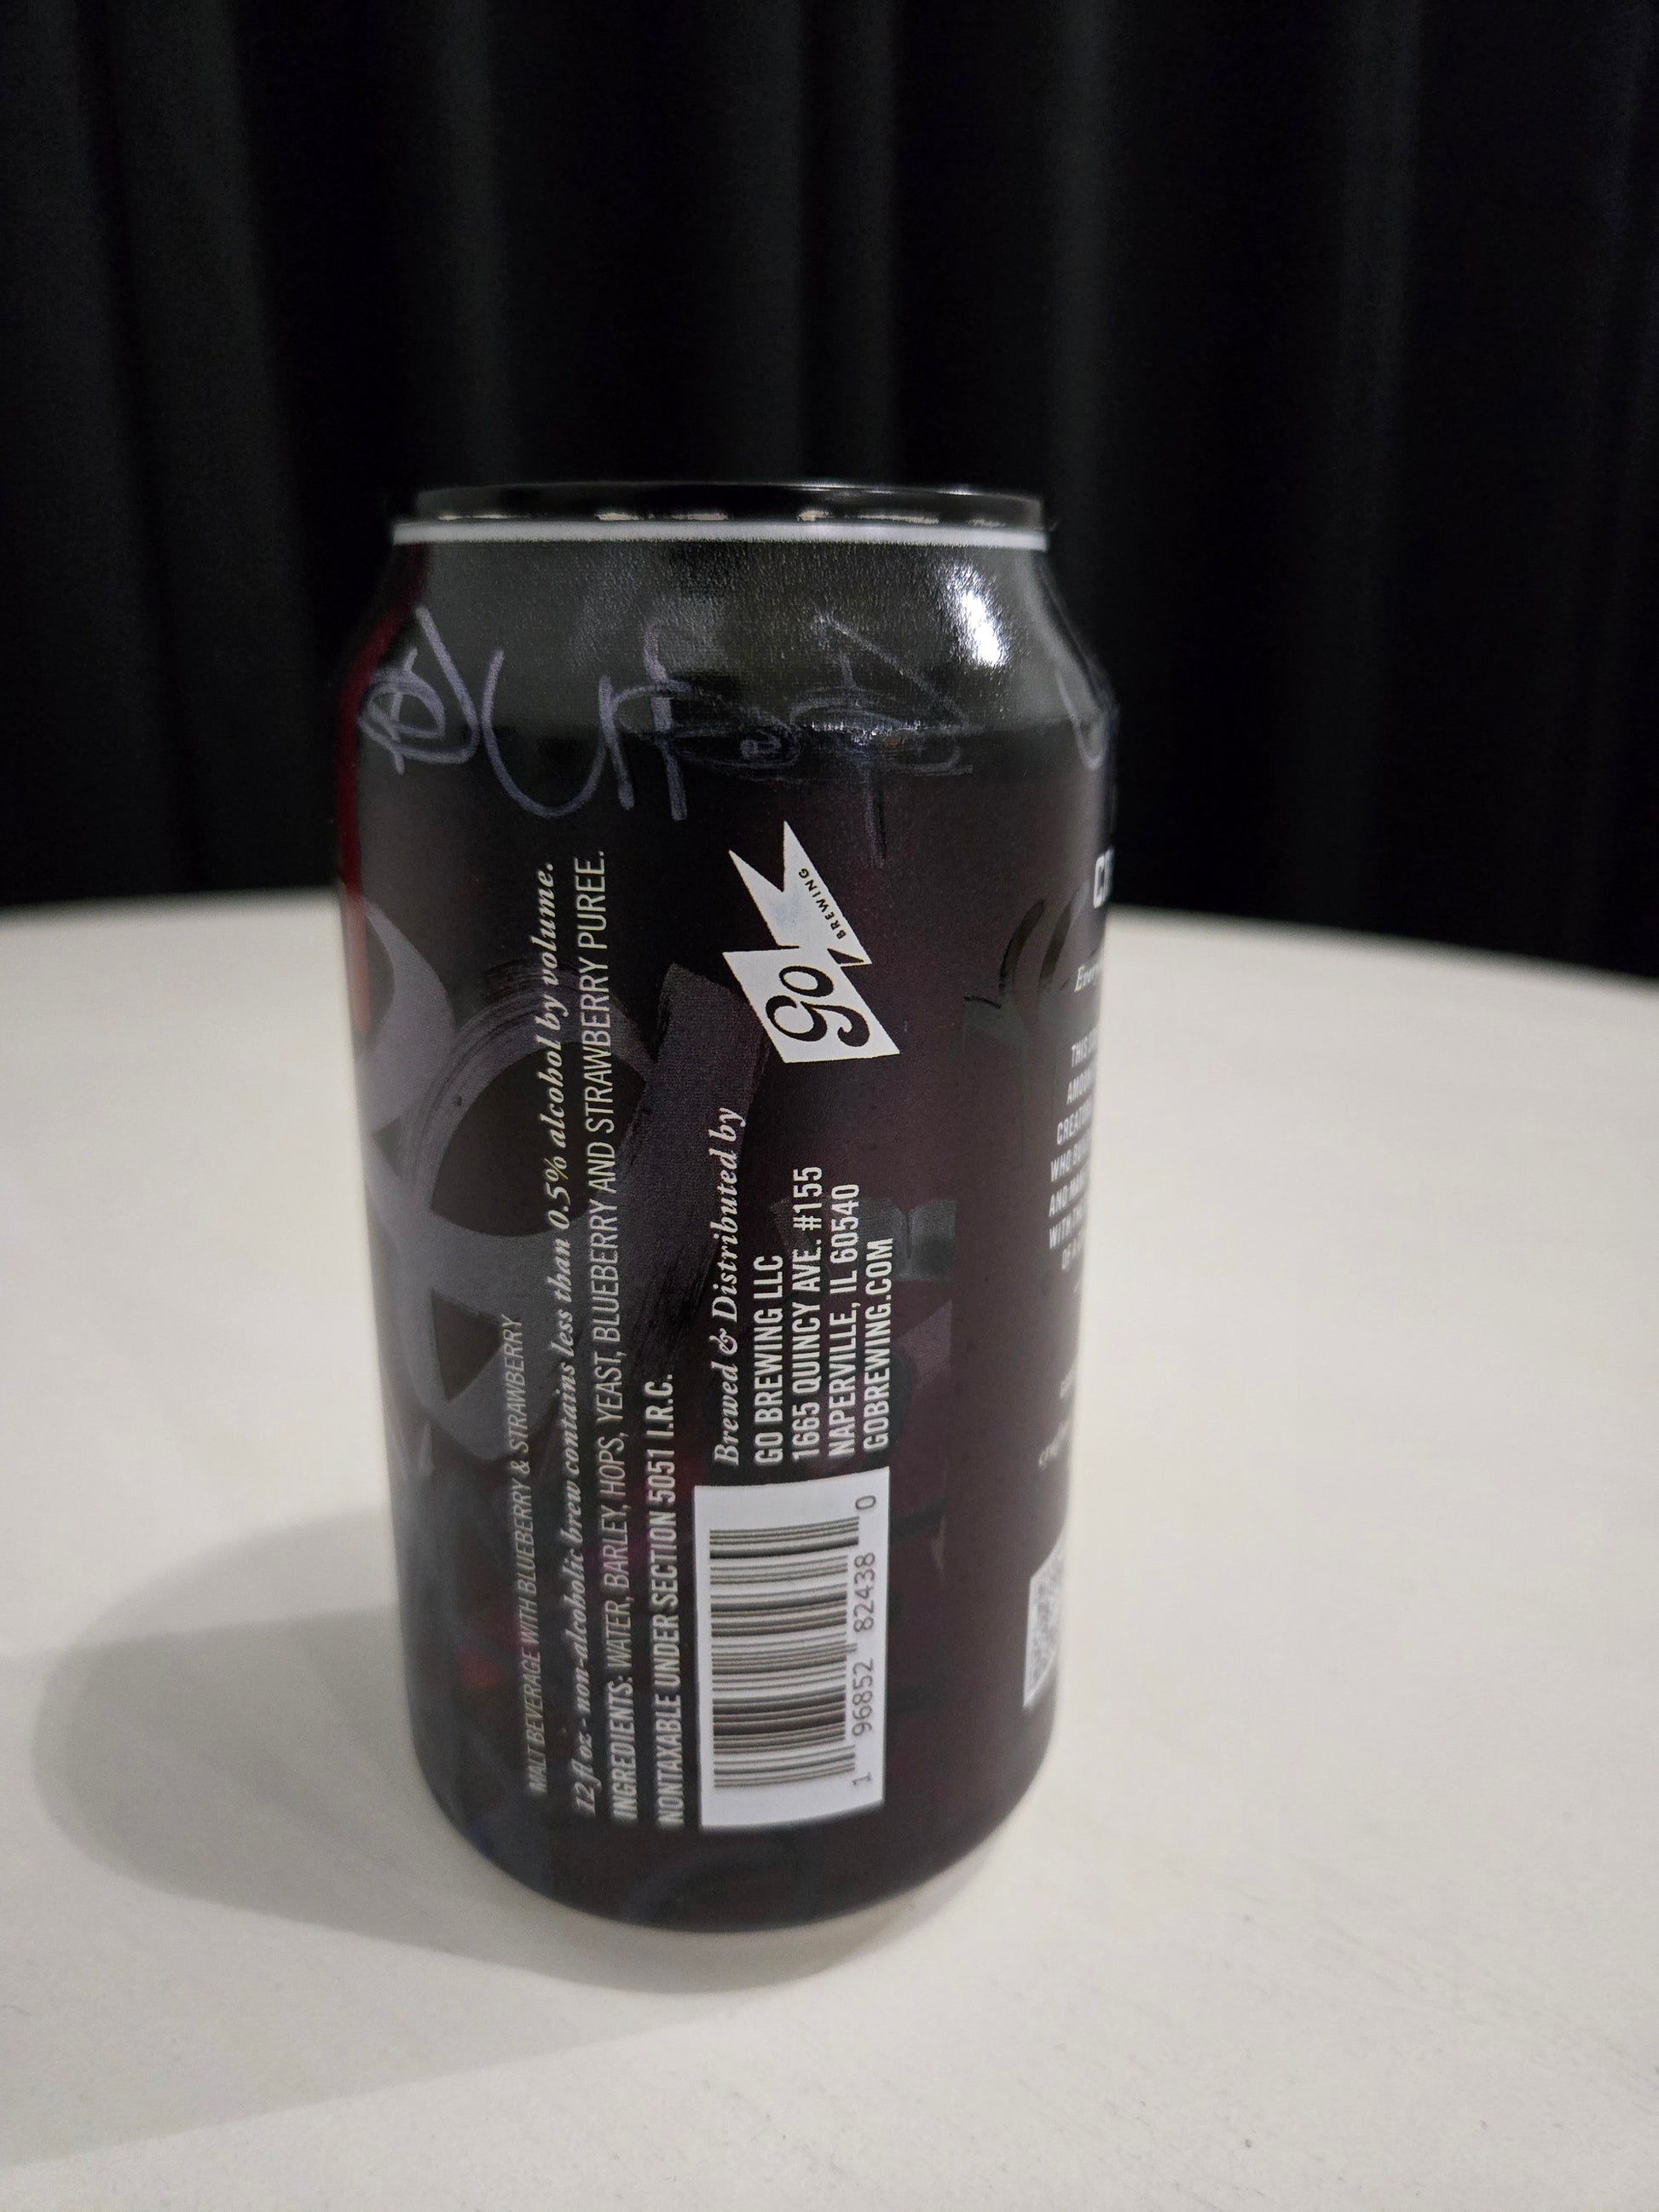 MALT BEVERAGE WITH BLUEBERRY & STRAWBERRY
12 fl oz - non-alcoholic brew contains less than 0.5% alcohol by volume.
INGREDIENTS: WATER, BARLEY, HOPS, YEAST, BLUEBERRY AND STRAWBERRY PUREE.
NONTAXABLE UNDER SECTION 5051 I.R.C.
Brewed & Distributed by
GO BREWING LLC
1665 QUINCY AVE. #155
NAPERVILLE, IL 60540
GOBREWING.COM
go
BREWING
1 96852 82438 0